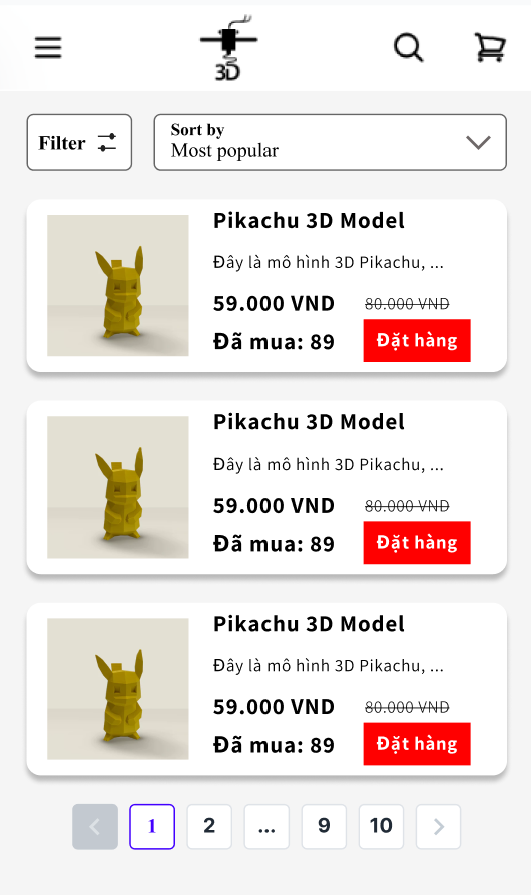 3D
Filter
Sort by
Most popular
Pikachu 3D Model
Đây là mô hình 3D Pikachu, ...
59.000 VND 80.000 VND
Đã mua: 89 Đặt hàng
Pikachu 3D Model
Đây là mô hình 3D Pikachu, ...
59.000 VND 80.000 VND
Đã mua: 89 Đặt hàng
Pikachu 3D Model
Đây là mô hình 3D Pikachu, ...
59.000 VND 80.000 VND
Đã mua: 89 Đặt hàng
1 2 ... 9 10